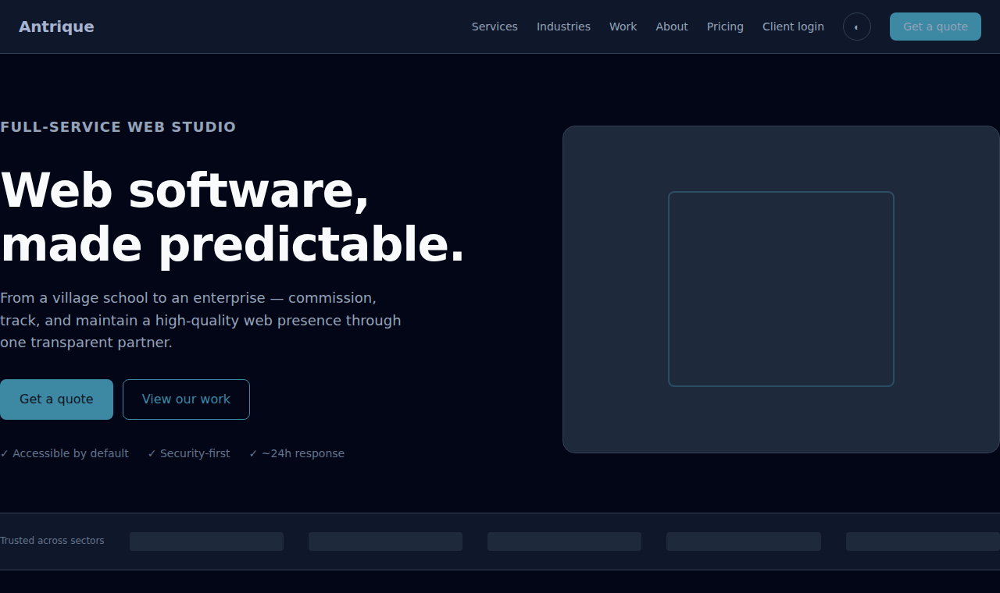 Antrique
Services
Industries
Work
About
Pricing
Client login
Get a quote
FULL-SERVICE WEB STUDIO
Web software,
made predictable.
From a village school to an enterprise — commission,
track, and maintain a high-quality web presence through
one transparent partner.
Get a quote
View our work
✓ Accessible by default
✓ Security-first
✓ ~24h response
Trusted across sectors